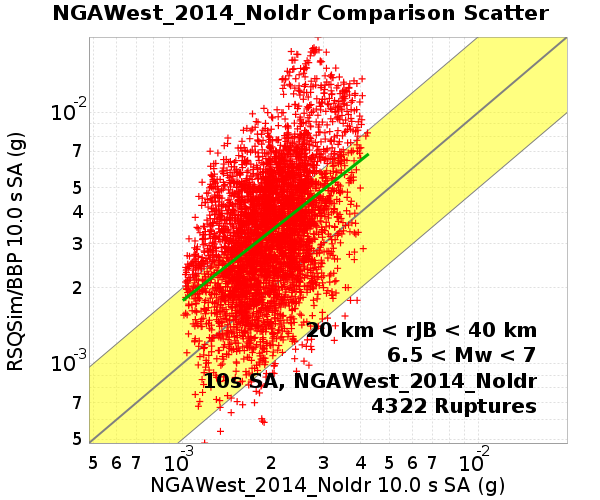 NGAWest_2014_NoIdr Comparison Scatter
RSQSim/BBP 10.0 s SA (g)
10⁻²
7
5
4
3
2
10⁻³
7
5
20 km < rJB < 40 km
6.5 < Mw < 7
10s SA, NGAWest_2014_NoIdr
4322 Ruptures
5 6 7 10⁻³ 2 3 4 5 6 7 10⁻²
NGAWest_2014_NoIdr 10.0 s SA (g)